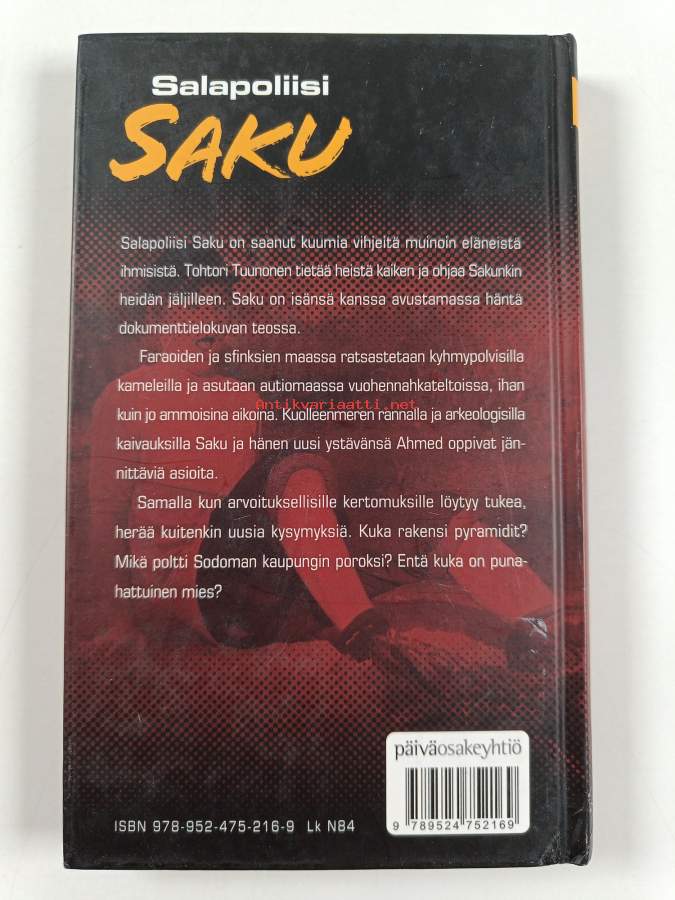 Salapoliisi
SAKU
Salapoliisi Saku on saanut kuumia vihjeitä muinoin eläneistä
ihmisistä. Tohtori Tuunonen tietää heistä kaiken ja ohjaa Sakunkin
heidän jäljilleen. Saku on isänsä kanssa avustamassa häntä
dokumenttielokuvan teossa.
Faraoiden ja sfinksien maassa ratsastetaan kyhmypolvisilla
kameleilla ja asutaan autiomaassa vuohennahkateltoissa, ihan
Antikvariaatti.net
kuin jo ammoisina aikoina. Kuolleenmeren rannalla ja arkeologisilla
kaivauksilla Saku ja hänen uusi ystävänsä Ahmed oppivat jän-
nittäviä asioita.
Samalla kun arvoituksellisille kertomuksille löytyy tukea,
herää kuitenkin uusia kysymyksiä. Kuka rakensi pyramidit?
Mikä poltti Sodoman kaupungin poroksi? Entä kuka on puna-
hattuinen mies?
päiväosakeyhtiö
ISBN 978-952-475-216-9 Lk N84
9 789524 752169